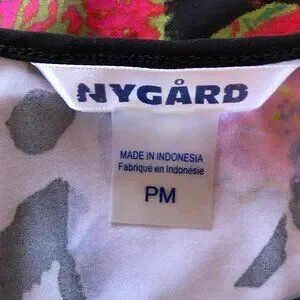 NYGÅRD
MADE IN INDONESIA
Fabriqué en Indonésie
PM